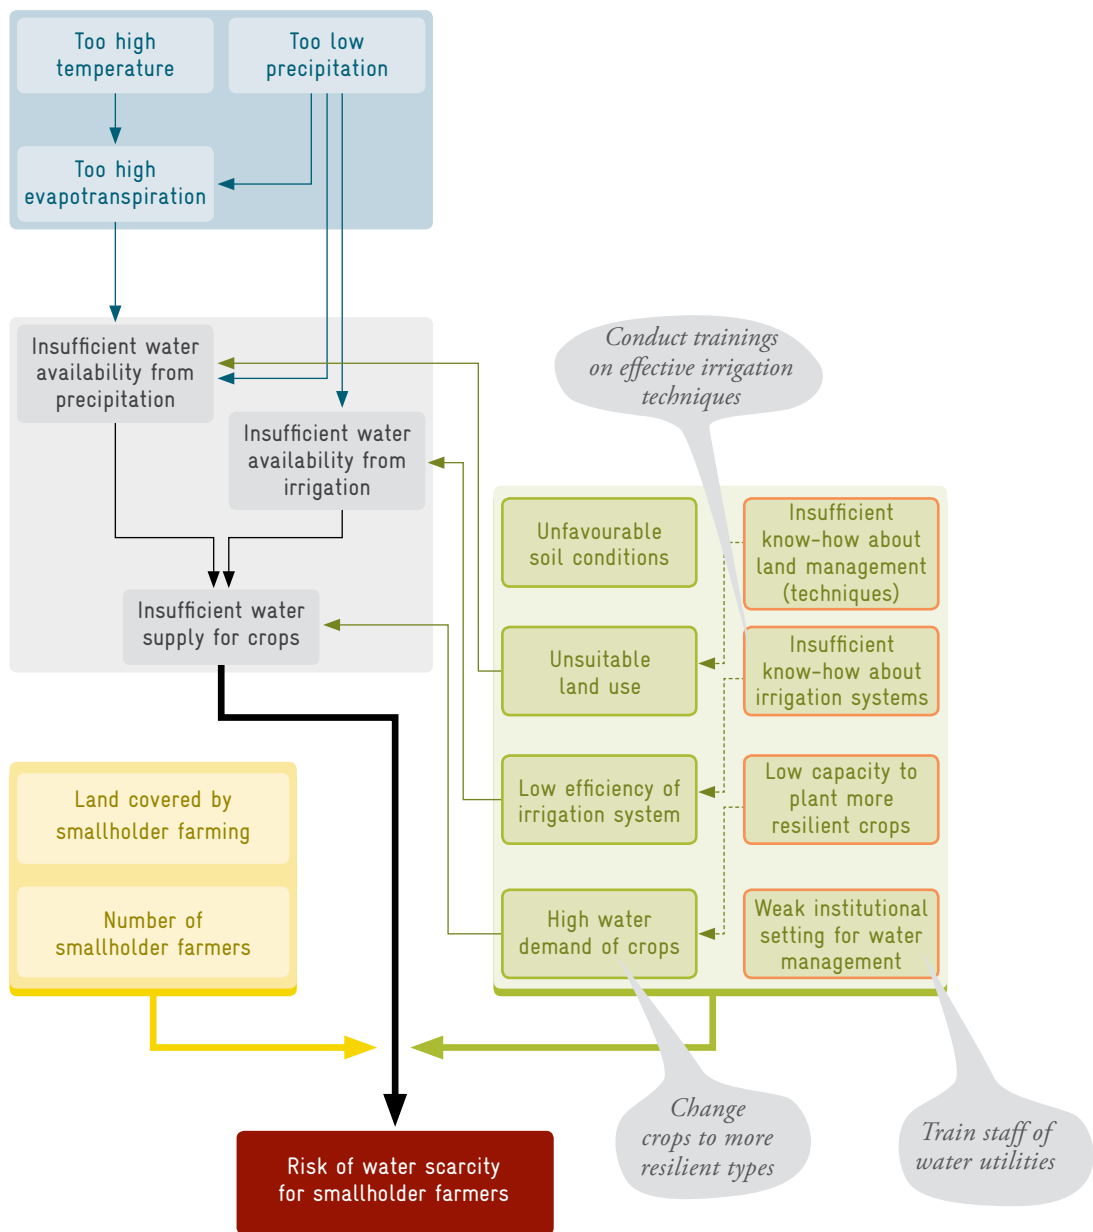 Too high
temperature
Too low
precipitation
Too high
evapotranspiration
Insufficient water
availability from
precipitation
Insufficient water
availability from
irrigation
Insufficient water
supply for crops
Conduct trainings
on effective irrigation
techniques
Unfavourable
soil conditions
Insufficient
know-how about
land management
(techniques)
Unsuitable
land use
Insufficient
know-how about
irrigation systems
Low efficiency of
irrigation system
Low capacity to
plant more
resilient crops
High water
demand of crops
Weak institutional
setting for water
management
Land covered by
smallholder farming
Number of
smallholder farmers
Change
crops to more
resilient types
Train staff of
water utilities
Risk of water scarcity
for smallholder farmers